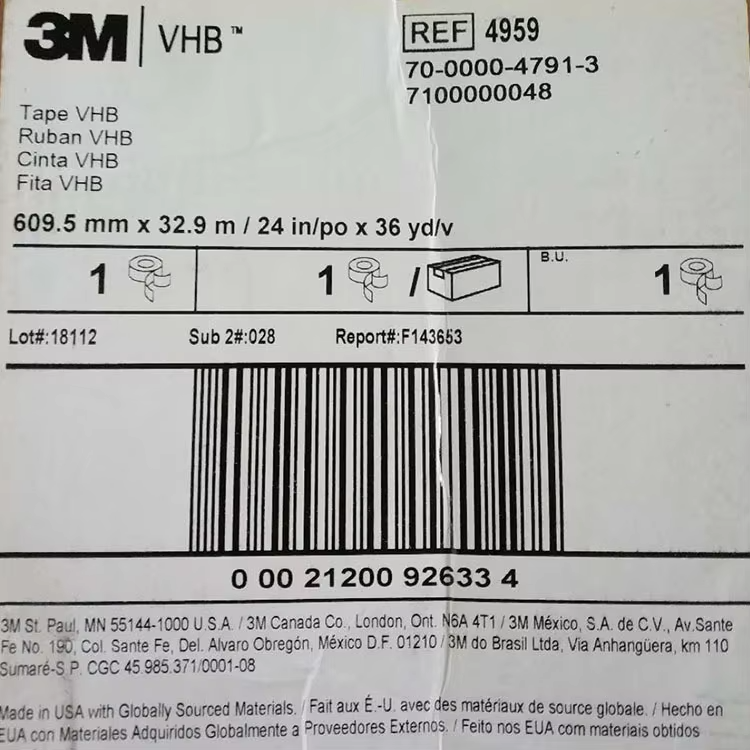 3M VHB™
REF 4959
70-0000-4791-3
7100000048
Tape VHB
Ruban VHB
Cinta VHB
Fita VHB
609.5 mm x 32.9 m / 24 in/po x 36 yd/v
1 1 / B.U. 1
Lot#:18112 Sub 2#:028 Report#:F143653
0 00 21200 92633 4
3M St. Paul, MN 55144-1000 U.S.A. / 3M Canada Co., London, Ont. N6A 4T1 / 3M México, S.A. de C.V., Av.Sante
Fe No. 190, Col. Sante Fe, Del. Alvaro Obregón, México D.F. 01210 / 3M do Brasil Ltda, Via Anhangüera, km 110
Sumaré-S.P. CGC 45.985.371/0001-08
Made in USA with Globally Sourced Materials. / Fait aux É.-U. avec des matériaux de source globale. / Hecho en
EUA con Materiales Adquiridos Globalmente a Proveedores Externos. / Feito nos EUA com materiais obtidos